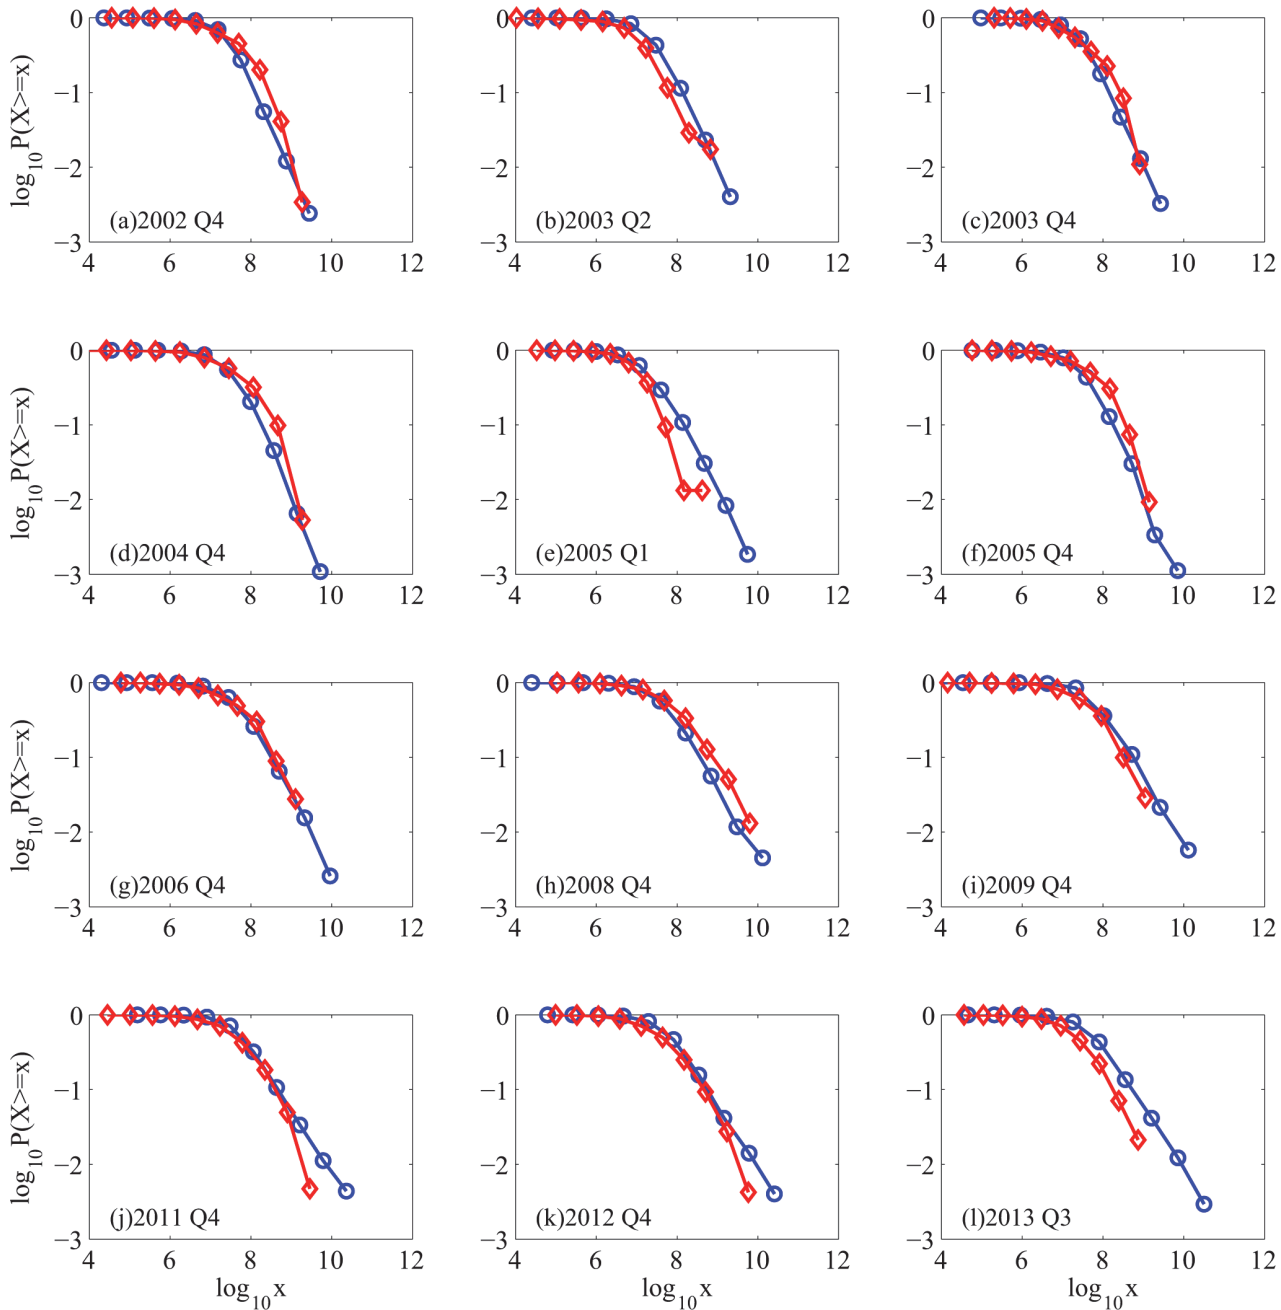 log10P(X>=x)
0
−1
−2
−3
(a)2002 Q4
4 6 8 10 12
0
−1
−2
−3
(b)2003 Q2
4 6 8 10 12
0
−1
−2
−3
(c)2003 Q4
4 6 8 10 12
log10P(X>=x)
0
−1
−2
−3
(d)2004 Q4
4 6 8 10 12
0
−1
−2
−3
(e)2005 Q1
4 6 8 10 12
0
−1
−2
−3
(f)2005 Q4
4 6 8 10 12
log10P(X>=x)
0
−1
−2
−3
(g)2006 Q4
4 6 8 10 12
0
−1
−2
−3
(h)2008 Q4
4 6 8 10 12
0
−1
−2
−3
(i)2009 Q4
4 6 8 10 12
log10P(X>=x)
0
−1
−2
−3
(j)2011 Q4
4 6 8 10 12
log10x
0
−1
−2
−3
(k)2012 Q4
4 6 8 10 12
log10x
0
−1
−2
−3
(l)2013 Q3
4 6 8 10 12
log10x